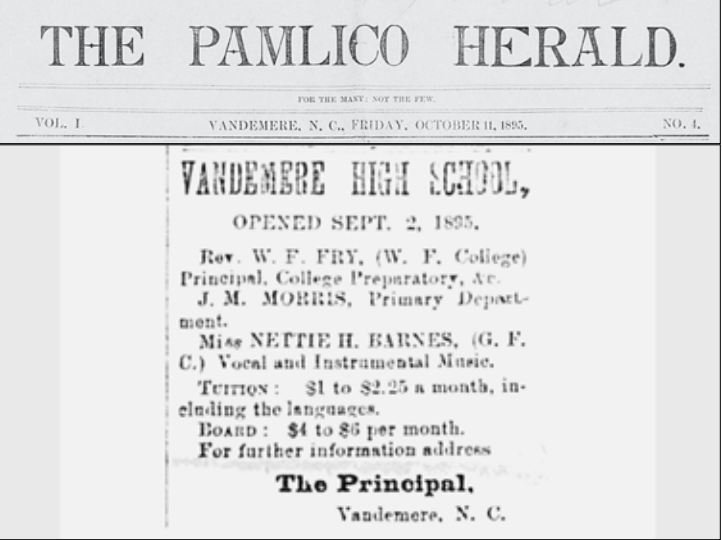 THE PAMLICO HERALD.
FOR THE MANY; NOT THE FEW.
VOL. I
VANDEMERE, N. C., FRIDAY, OCTOBER 11, 1895.
NO. 4.
VANDEMERE HIGH SCHOOL,
OPENED SEPT. 2, 1895.
Rev. W. F. FRY, (W. F. College)
Principal, College Preparatory, &c.
J. M. MORRIS, Primary Depart-
ment.
Miss NETTIE H. BARNES, (G. F.
C.) Vocal and Instrumental Music.
TUITION: $1 to $2.25 a month, in-
cluding the languages.
BOARD: $4 to $6 per month.
For further information address
The Principal,
Vandemere, N. C.